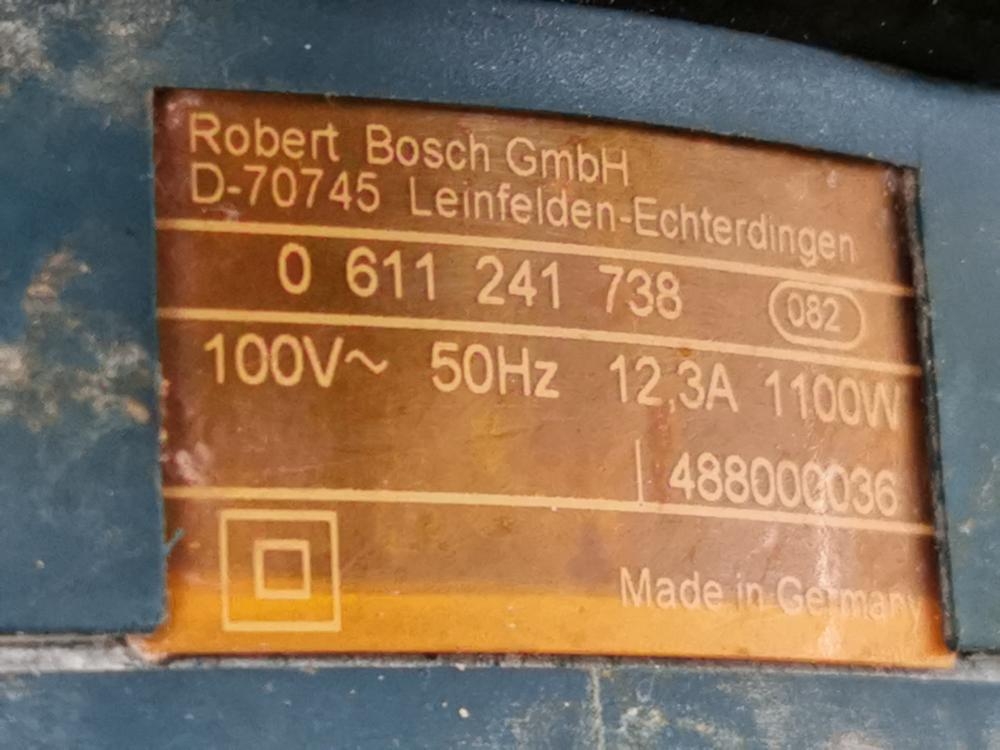 Robert Bosch GmbH
D-70745 Leinfelden-Echterdingen
0 611 241 738 082
100V~ 50Hz 12,3A 1100W
488000036
Made in Germany